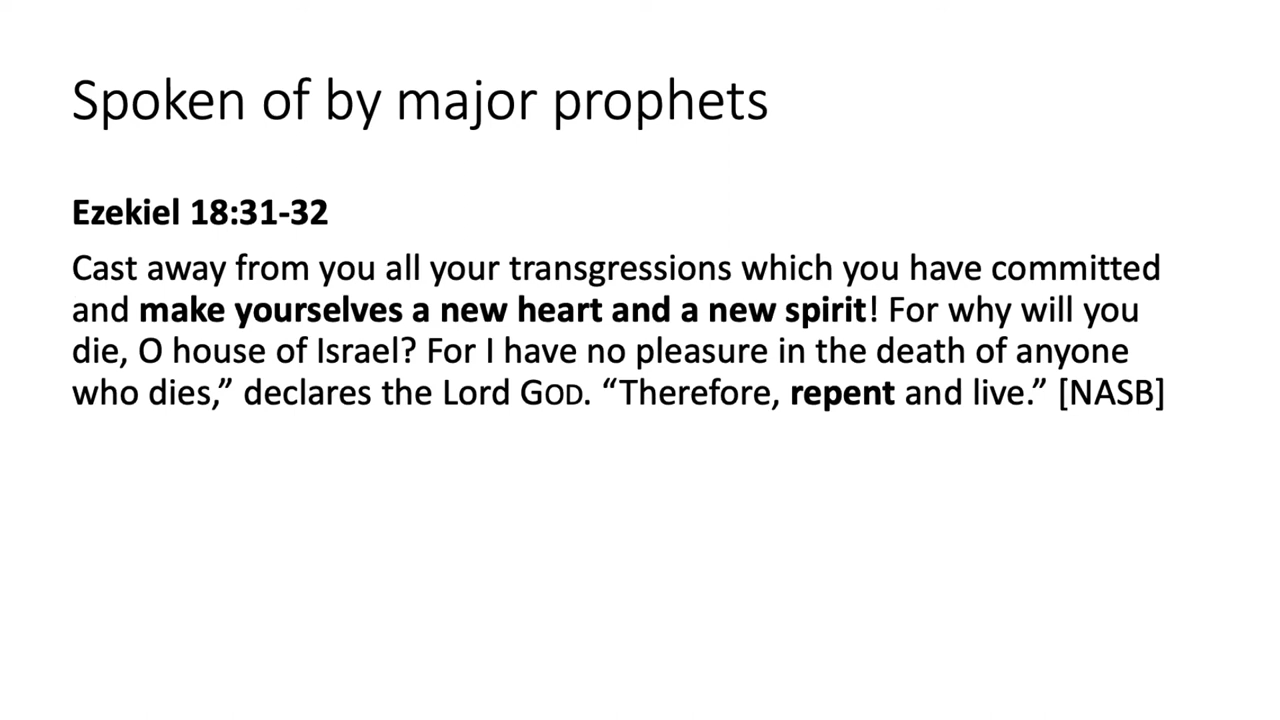 Spoken of by major prophets
Ezekiel 18:31-32
Cast away from you all your transgressions which you have committed
and make yourselves a new heart and a new spirit! For why will you
die, O house of Israel? For I have no pleasure in the death of anyone
who dies,” declares the Lord GOD. “Therefore, repent and live.” [NASB]